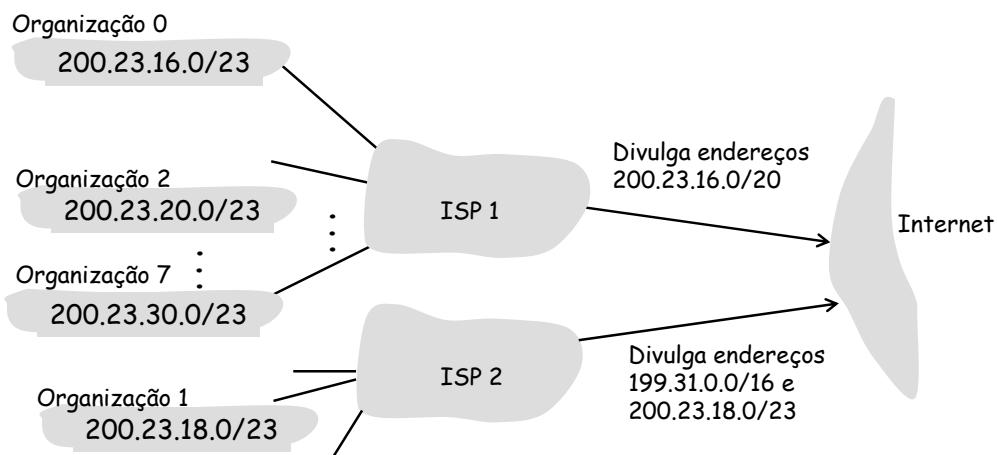 Organização 0
200.23.16.0/23
Organização 2
200.23.20.0/23
Organização 7
200.23.30.0/23
Organização 1
200.23.18.0/23
ISP 1
ISP 2
Divulga endereços
200.23.16.0/20
Divulga endereços
199.31.0.0/16 e
200.23.18.0/23
Internet